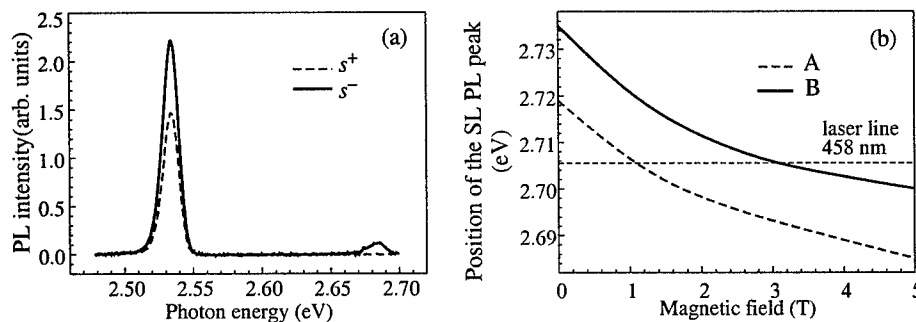 (a)
PL intensity(arb. units)
2.5
2.0
1.5
1.0
0.5
0.0
s+
s−
2.50 2.55 2.60 2.65 2.70
Photon energy (eV)
(b)
Position of the SL PL peak
(eV)
2.73
2.72
2.71
2.70
2.69
A
B
laser line
458 nm
0 1 2 3 4 5
Magnetic field (T)